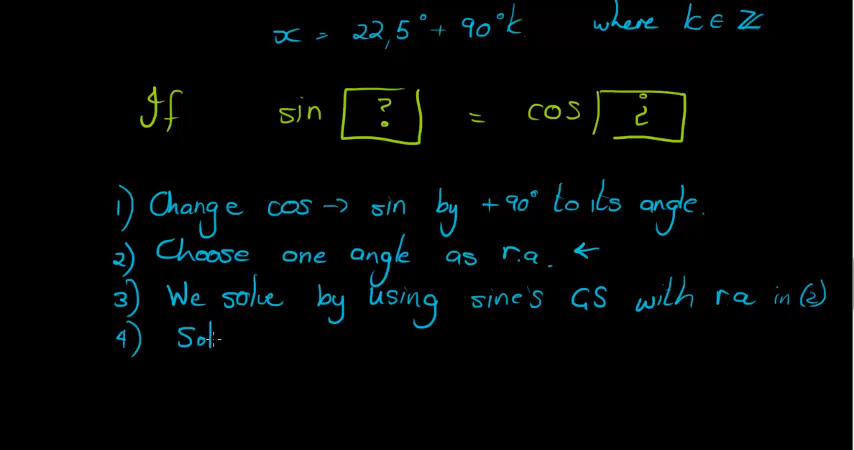 x = 22,5° + 90°k where k ∈ ℤ
If sin ? = cos ¿
1) Change cos → sin by +90° to its angle.
2) Choose one angle as r.a. ←
3) We solve by using sine's GS with ra in (2)
4) Sol